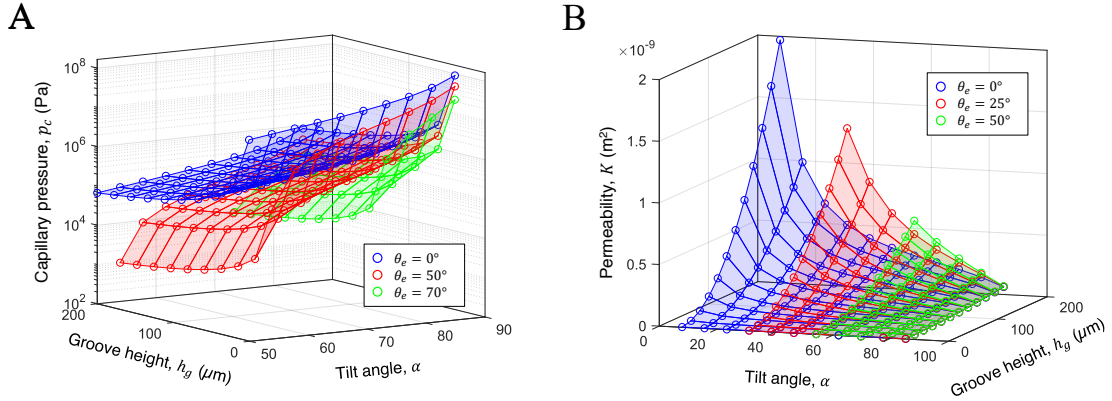 A
Capillary pressure, p_c (Pa)
10^8
10^6
10^4
10^2
200
100
0
Groove height, h_g (μm)
50
60
70
80
90
Tilt angle, α
θ_e = 0°
θ_e = 50°
θ_e = 70°
B
×10^-9
Permeability, K (m²)
2
1.5
1
0.5
0
0
20
40
60
80
100
Tilt angle, α
0
100
200
Groove height, h_g (μm)
θ_e = 0°
θ_e = 25°
θ_e = 50°